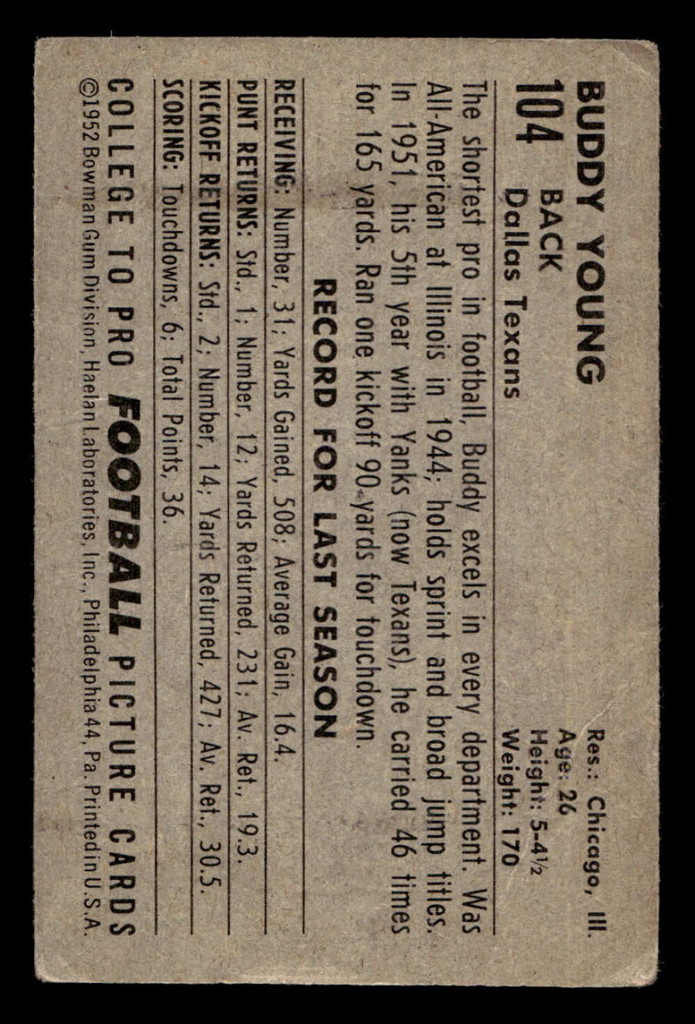 BUDDY YOUNG
104 BACK
Dallas Texans
Res.: Chicago, Ill.
Age: 26
Height: 5-4½
Weight: 170
The shortest pro in football, Buddy excels in every department. Was
All-American at Illinois in 1944; holds sprint and broad jump titles.
In 1951, his 5th year with Yanks (now Texans), he carried 46 times
for 165 yards. Ran one kickoff 90 yards for touchdown.
RECORD FOR LAST SEASON
RECEIVING: Number, 31; Yards Gained, 508; Average Gain, 16.4.
PUNT RETURNS: Std., 1; Number, 12; Yards Returned, 231; Av. Ret., 19.3.
KICKOFF RETURNS: Std., 2; Number, 14; Yards Returned, 427; Av. Ret., 30.5.
SCORING: Touchdowns, 6; Total Points, 36.
COLLEGE TO PRO FOOTBALL PICTURE CARDS
©1952 Bowman Gum Division, Haelan Laboratories, Inc., Philadelphia 44, Pa. Printed in U.S.A.